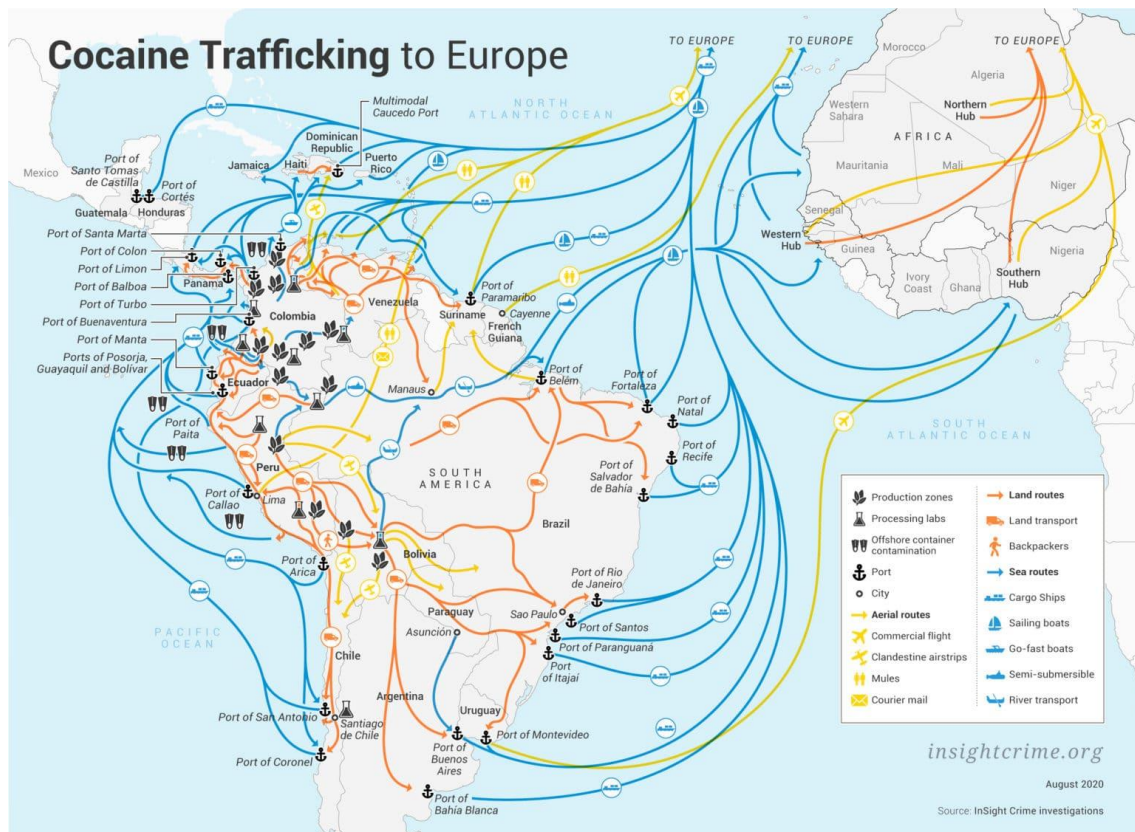 Cocaine Trafficking to Europe
TO EUROPE
TO EUROPE
TO EUROPE
NORTH
ATLANTIC OCEAN
Multimodal
Caucedo Port
Dominican
Republic
Jamaica
Haiti
Puerto
Rico
Mexico
Port of
Santo Tomas
de Castilla
Port of
Cortés
Guatemala
Honduras
Port of Santa Marta
Port of Colon
Port of Limon
Port of Balboa
Panama
Port of Turbo
Port of Buenaventura
Port of Manta
Ports of Posorja,
Guayaquil and Bolívar
Colombia
Venezuela
Ecuador
Port of
Paramaribo
Suriname
Cayenne
French
Guiana
Manaus
Port of
Belém
Port of
Fortaleza
Port of
Natal
Port of
Recife
Port of
Salvador
de Bahía
Port of
Paita
Peru
Port of
Callao
Lima
SOUTH
AMERICA
Brazil
Bolivia
Port of
Arica
Port of Rio
de Janeiro
Sao Paulo
Port of Santos
Port of Paranguaná
Port
of Itajaí
Paraguay
Asunción
PACIFIC
OCEAN
Chile
Argentina
Uruguay
Port of San Antonio
Santiago
de Chile
Port of Coronel
Port of
Buenos
Aires
Port of Montevideo
Port of
Bahía Blanca
Morocco
Algeria
Western
Sahara
Northern
Hub
AFRICA
Mauritania
Mali
Niger
Senegal
Western
Hub
Guinea
Nigeria
Ivory
Coast
Ghana
Southern
Hub
SOUTH
ATLANTIC OCEAN
Production zones
Processing labs
Offshore container
contamination
Port
City
Aerial routes
Commercial flight
Clandestine airstrips
Mules
Courier mail
Land routes
Land transport
Backpackers
Sea routes
Cargo Ships
Sailing boats
Go-fast boats
Semi-submersible
River transport
insightcrime.org
August 2020
Source: InSight Crime investigations